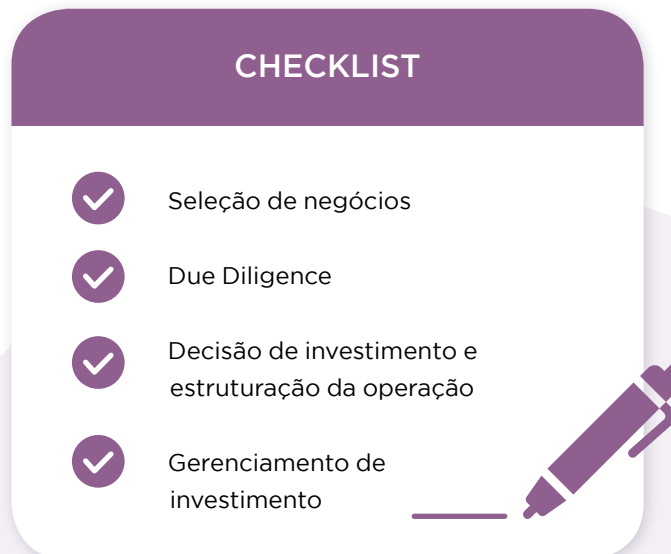 CHECKLIST
Seleção de negócios
Due Diligence
Decisão de investimento e
estruturação da operação
Gerenciamento de
investimento